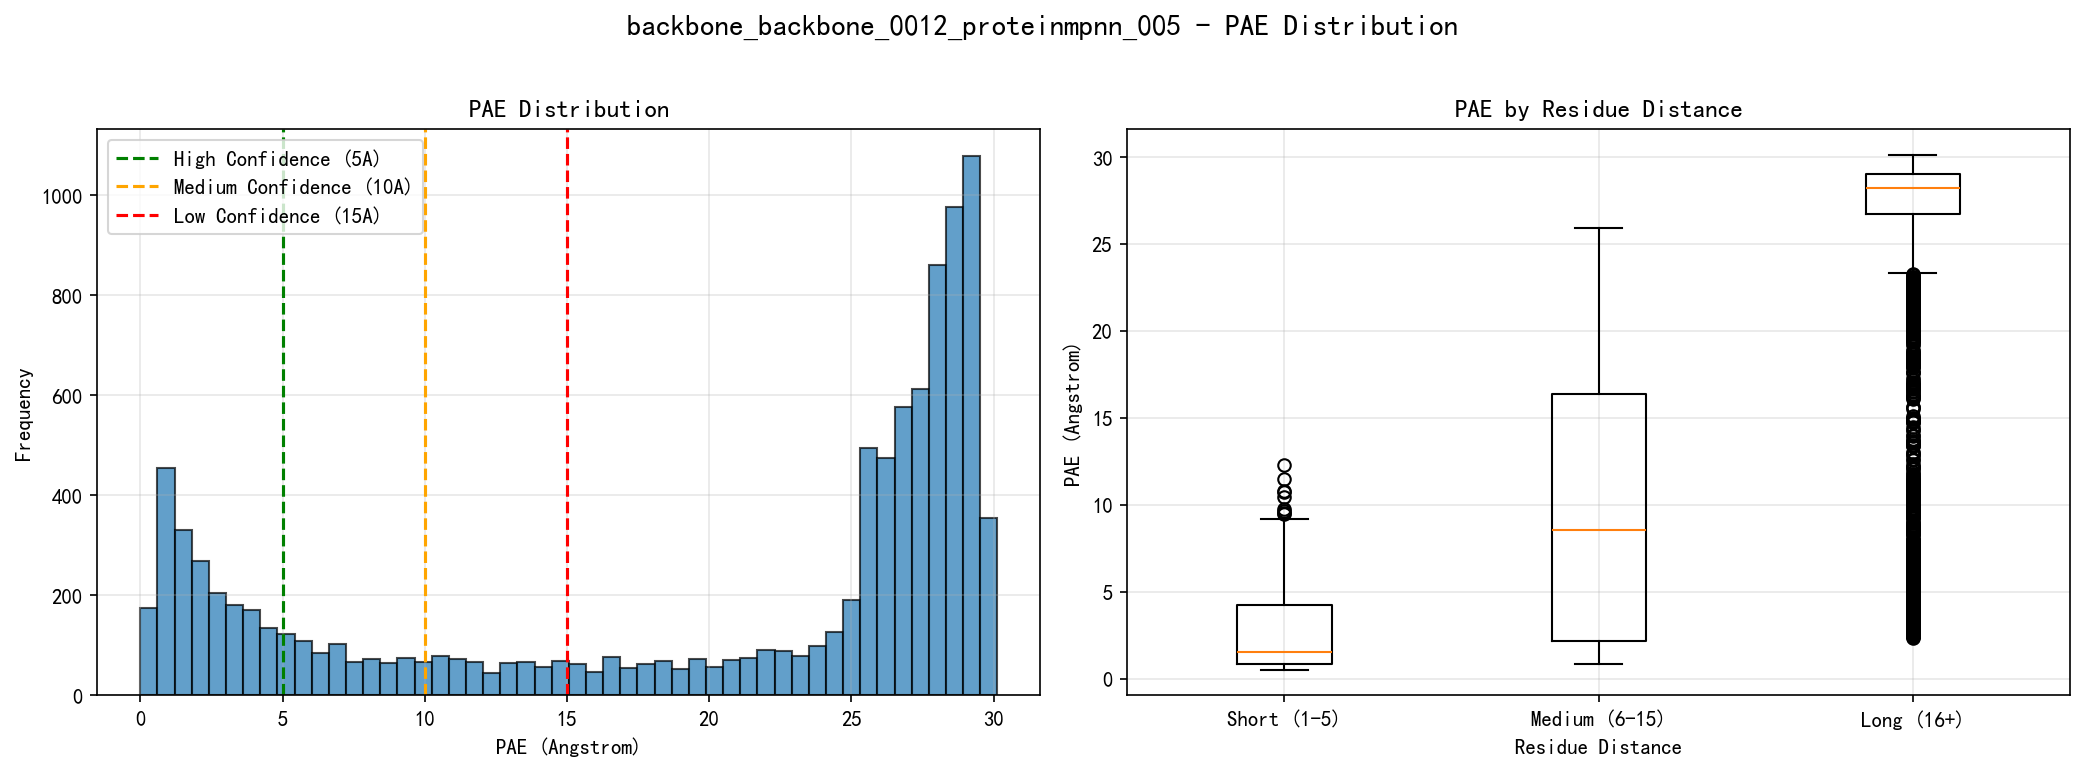 backbone_backbone_0012_proteinmpnn_005 - PAE Distribution
PAE Distribution
High Confidence (5A)
Medium Confidence (10A)
Low Confidence (15A)
Frequency
1000
800
600
400
200
0
0 5 10 15 20 25 30
PAE (Angstrom)
PAE by Residue Distance
PAE (Angstrom)
30
25
20
15
10
5
0
Short (1-5) Medium (6-15) Long (16+)
Residue Distance